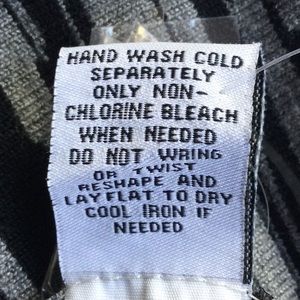 HAND WASH COLD
SEPARATELY
ONLY NON-
CHLORINE BLEACH
WHEN NEEDED
DO NOT WRING
OR TWIST
RESHAPE AND
LAY FLAT TO DRY
COOL IRON IF
NEEDED